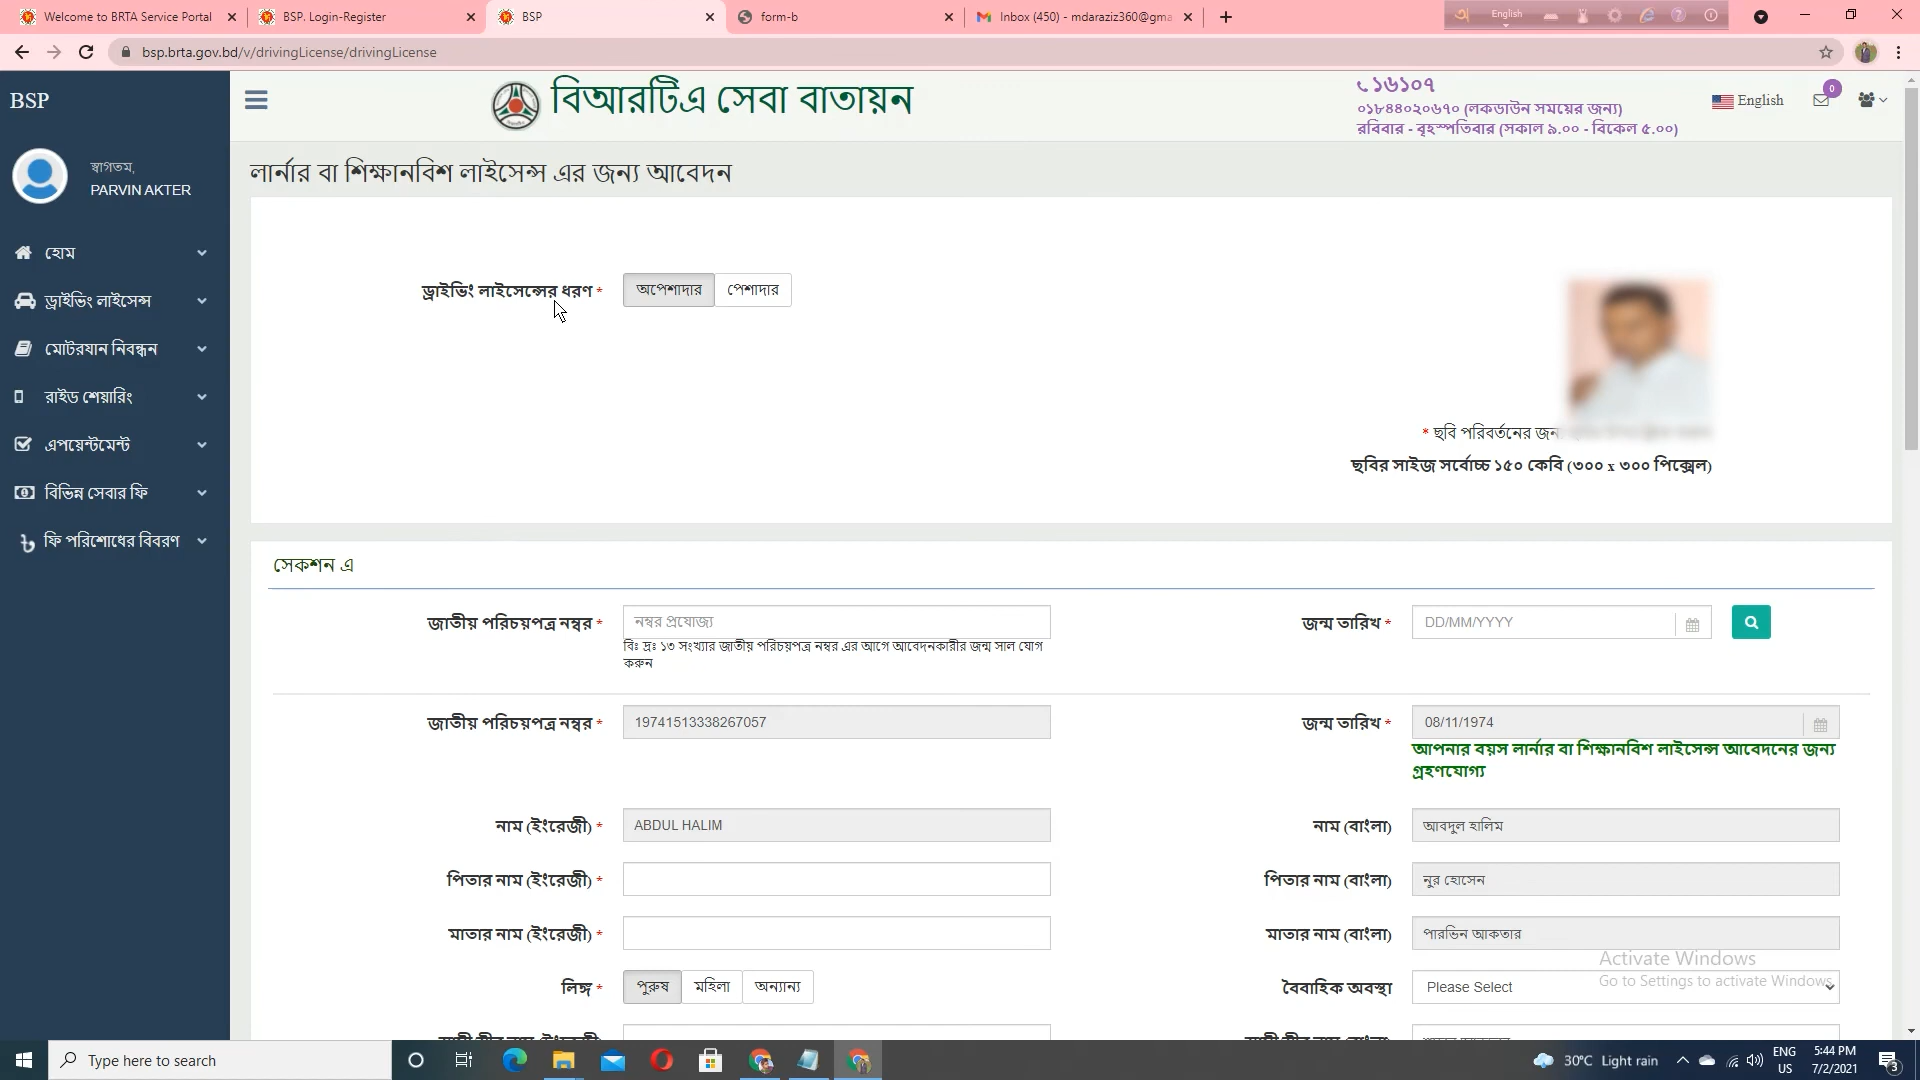 Welcome to BRTA Service Portal
BSP. Login-Register
BSP
form-b
Inbox (450) - mdaraziz360@gma
English
bsp.brta.gov.bd/v/drivingLicense/drivingLicense
BSP
বিআরটিএ সেবা বাতায়ন
১৬১০৭
০১৮৪৪০২০৬৭০ (লকডাউন সময়ের জন্য)
রবিবার - বৃহস্পতিবার (সকাল ৯.০০ - বিকেল ৫.০০)
English
0
স্বাগতম,
PARVIN AKTER
হোম
ড্রাইভিং লাইসেন্স
মোটরযান নিবন্ধন
রাইড শেয়ারিং
এপয়েন্টমেন্ট
বিভিন্ন সেবার ফি
ফি পরিশোধের বিবরণ
লার্নার বা শিক্ষানবিশ লাইসেন্স এর জন্য আবেদন
ড্রাইভিং লাইসেন্সের ধরণ *
অপেশাদার পেশাদার
* ছবি পরিবর্তনের জন্য
ছবির সাইজ সর্বোচ্চ ১৫০ কেবি (৩০০ x ৩০০ পিক্সেল)
সেকশন এ
জাতীয় পরিচয়পত্র নম্বর * নম্বর প্রযোজ্য
জন্ম তারিখ * DD/MM/YYYY
বিঃ দ্রঃ ১৩ সংখ্যার জাতীয় পরিচয়পত্র নম্বর এর আগে আবেদনকারীর জন্ম সাল যোগ
করুন
জাতীয় পরিচয়পত্র নম্বর * 19741513338267057
জন্ম তারিখ * 08/11/1974
আপনার বয়স লার্নার বা শিক্ষানবিশ লাইসেন্স আবেদনের জন্য
গ্রহণযোগ্য
নাম (ইংরেজী) * ABDUL HALIM
নাম (বাংলা) আবদুল হালিম
পিতার নাম (ইংরেজী) *
পিতার নাম (বাংলা) নুর হোসেন
মাতার নাম (ইংরেজী) *
মাতার নাম (বাংলা) পারভিন আকতার
লিঙ্গ * পুরুষ মহিলা অন্যান্য
বৈবাহিক অবস্থা Please Select
Activate Windows
Go to Settings to activate Windows.
Type here to search
30°C Light rain
ENG
US
5:44 PM
7/2/2021
3